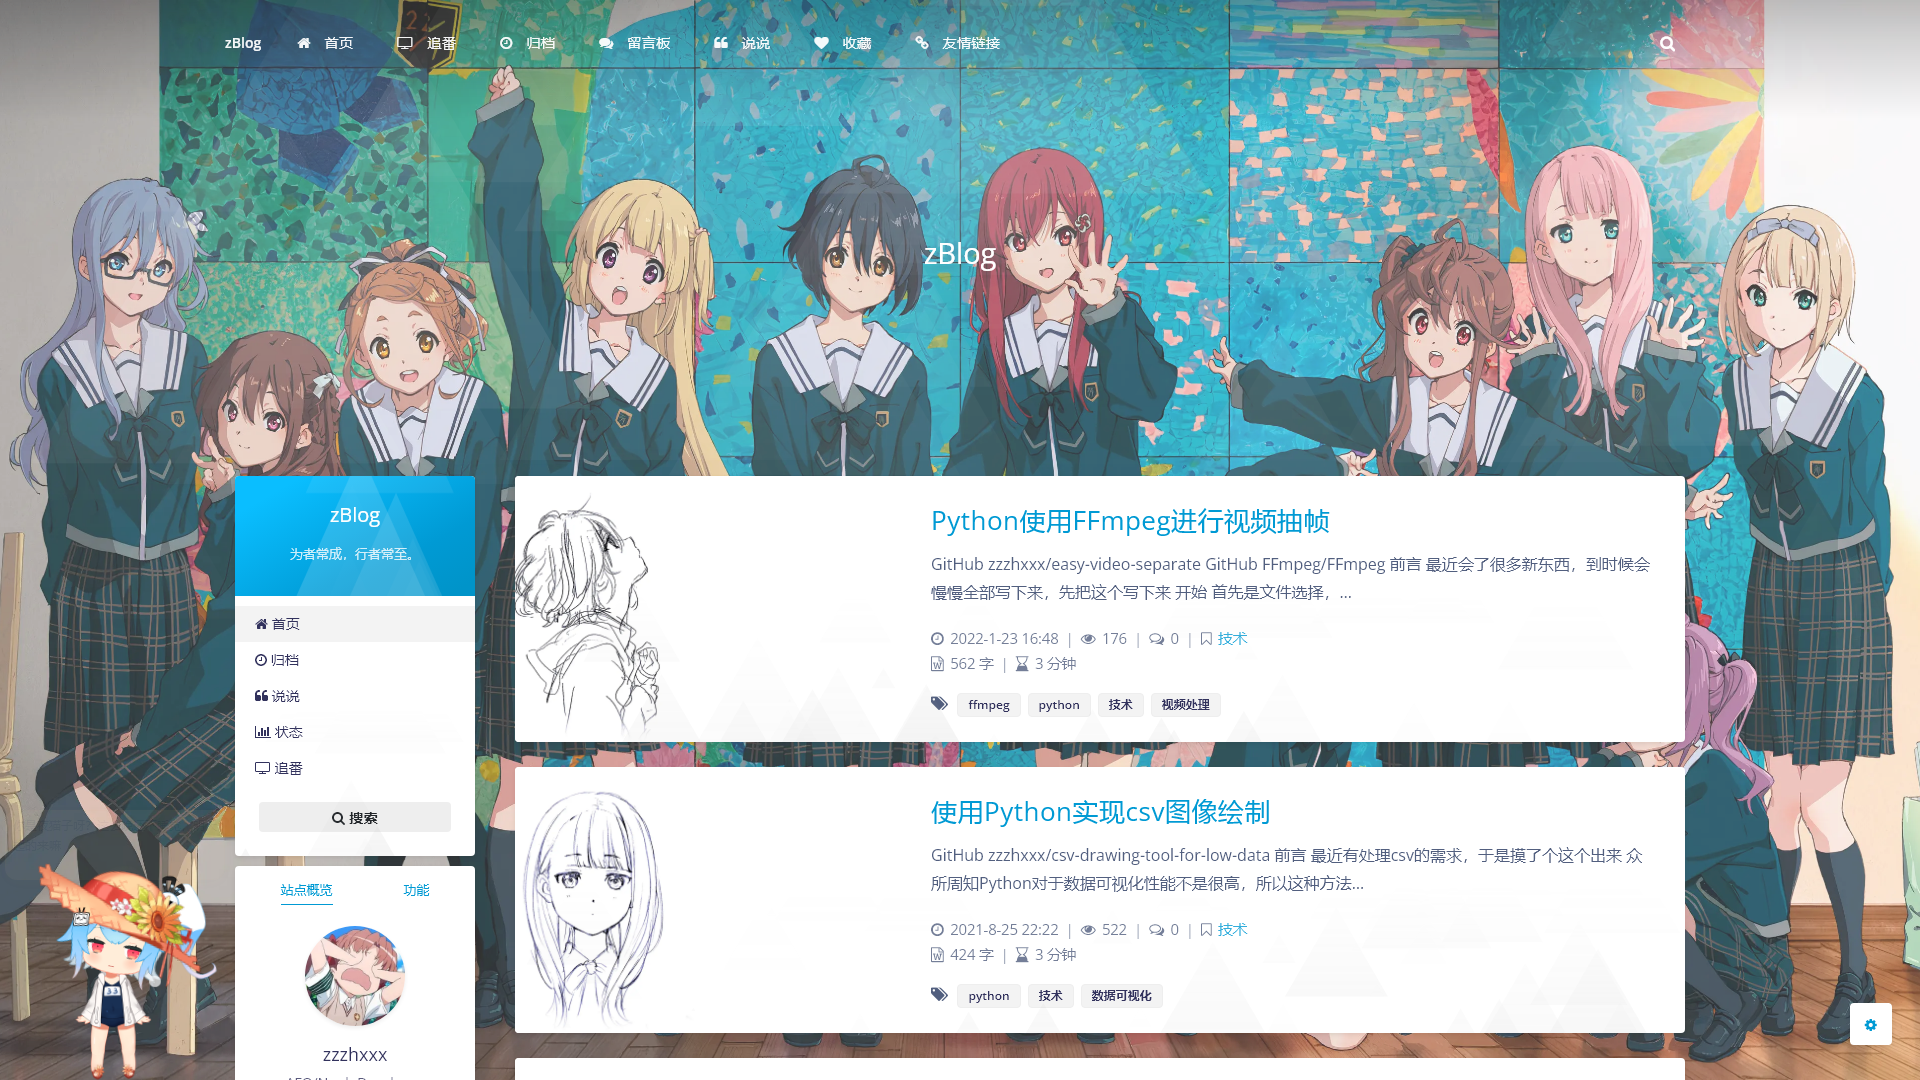 zBlog 首页 追番 归档 留言板 说说 收藏 友情链接
zBlog
zBlog
为者常成，行者常至。
首页
归档
说说
状态
追番
搜索
站点概览 功能
zzzhxxx
Python使用FFmpeg进行视频抽帧
GitHub zzzhxxx/easy-video-separate GitHub FFmpeg/FFmpeg 前言 最近会了很多新东西，到时候会
慢慢全部写下来，先把这个写下来 开始 首先是文件选择，...
2022-1-23 16:48 | 176 | 0 | 技术
562 字 | 3 分钟
ffmpeg python 技术 视频处理
使用Python实现csv图像绘制
GitHub zzzhxxx/csv-drawing-tool-for-low-data 前言 最近有处理csv的需求，于是摸了个这个出来 众
所周知Python对于数据可视化性能不是很高，所以这种方法...
2021-8-25 22:22 | 522 | 0 | 技术
424 字 | 3 分钟
python 技术 数据可视化